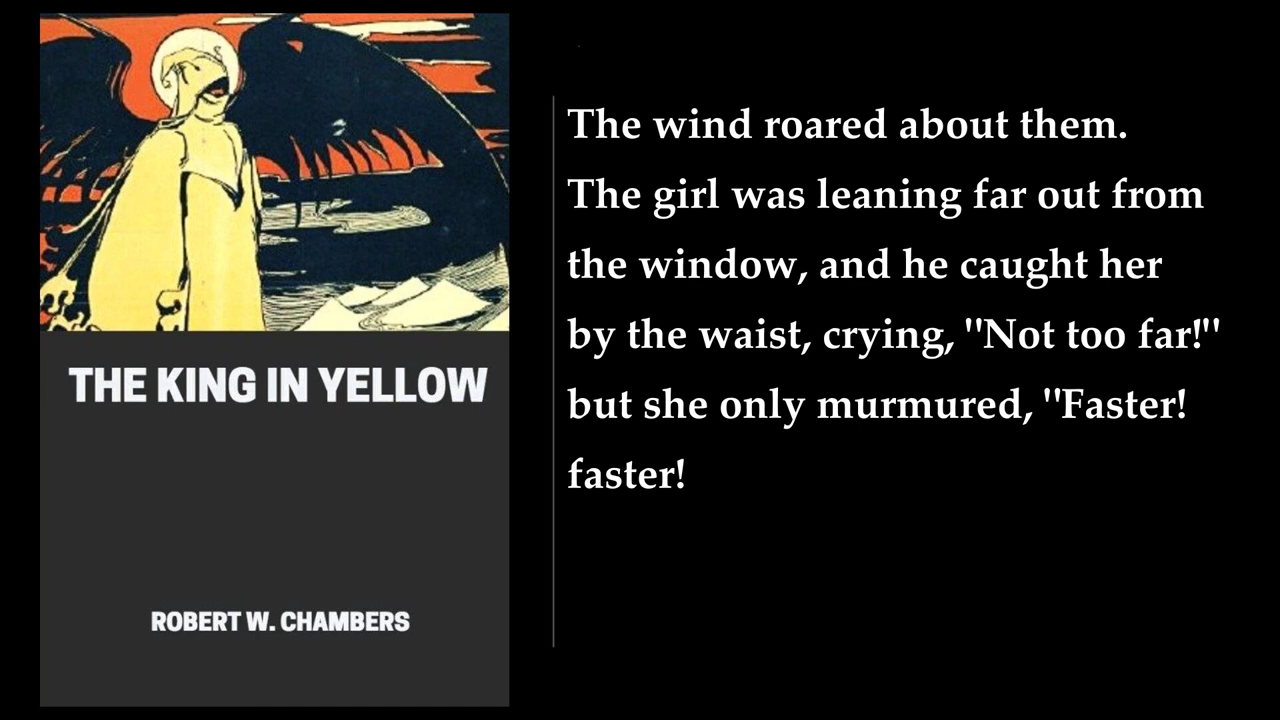 THE KING IN YELLOW
ROBERT W. CHAMBERS
The wind roared about them.
The girl was leaning far out from
the window, and he caught her
by the waist, crying, "Not too far!"
but she only murmured, "Faster!
faster!